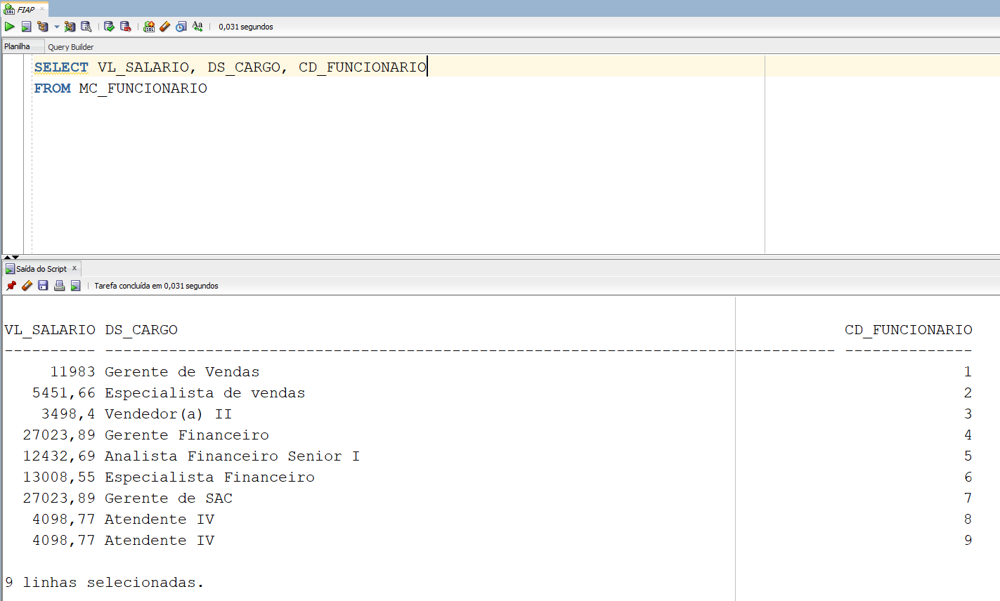 FIAP
0,031 segundos
Planilha Query Builder
SELECT VL_SALARIO, DS_CARGO, CD_FUNCIONARIO
FROM MC_FUNCIONARIO
Saída do Script x
Tarefa concluída em 0,031 segundos
VL_SALARIO DS_CARGO CD_FUNCIONARIO
---------- -------------------------------------------------------------------------------- --------------
11983 Gerente de Vendas 1
5451,66 Especialista de vendas 2
3498,4 Vendedor(a) II 3
27023,89 Gerente Financeiro 4
12432,69 Analista Financeiro Senior I 5
13008,55 Especialista Financeiro 6
27023,89 Gerente de SAC 7
4098,77 Atendente IV 8
4098,77 Atendente IV 9
9 linhas selecionadas.